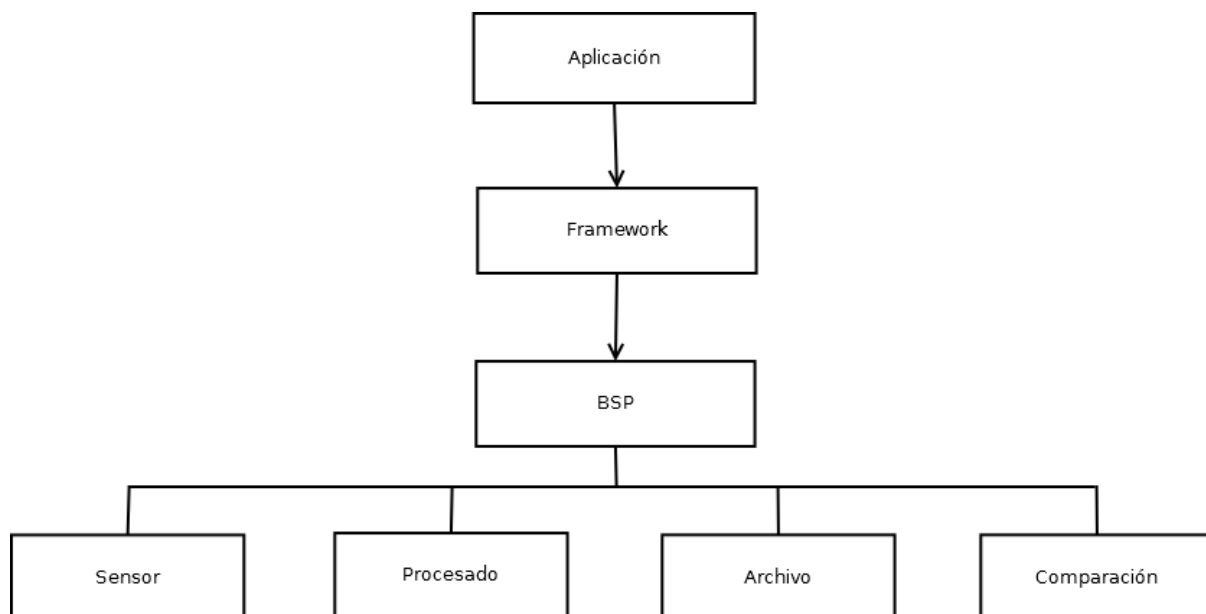 Aplicación
Framework
BSP
Sensor
Procesado
Archivo
Comparación